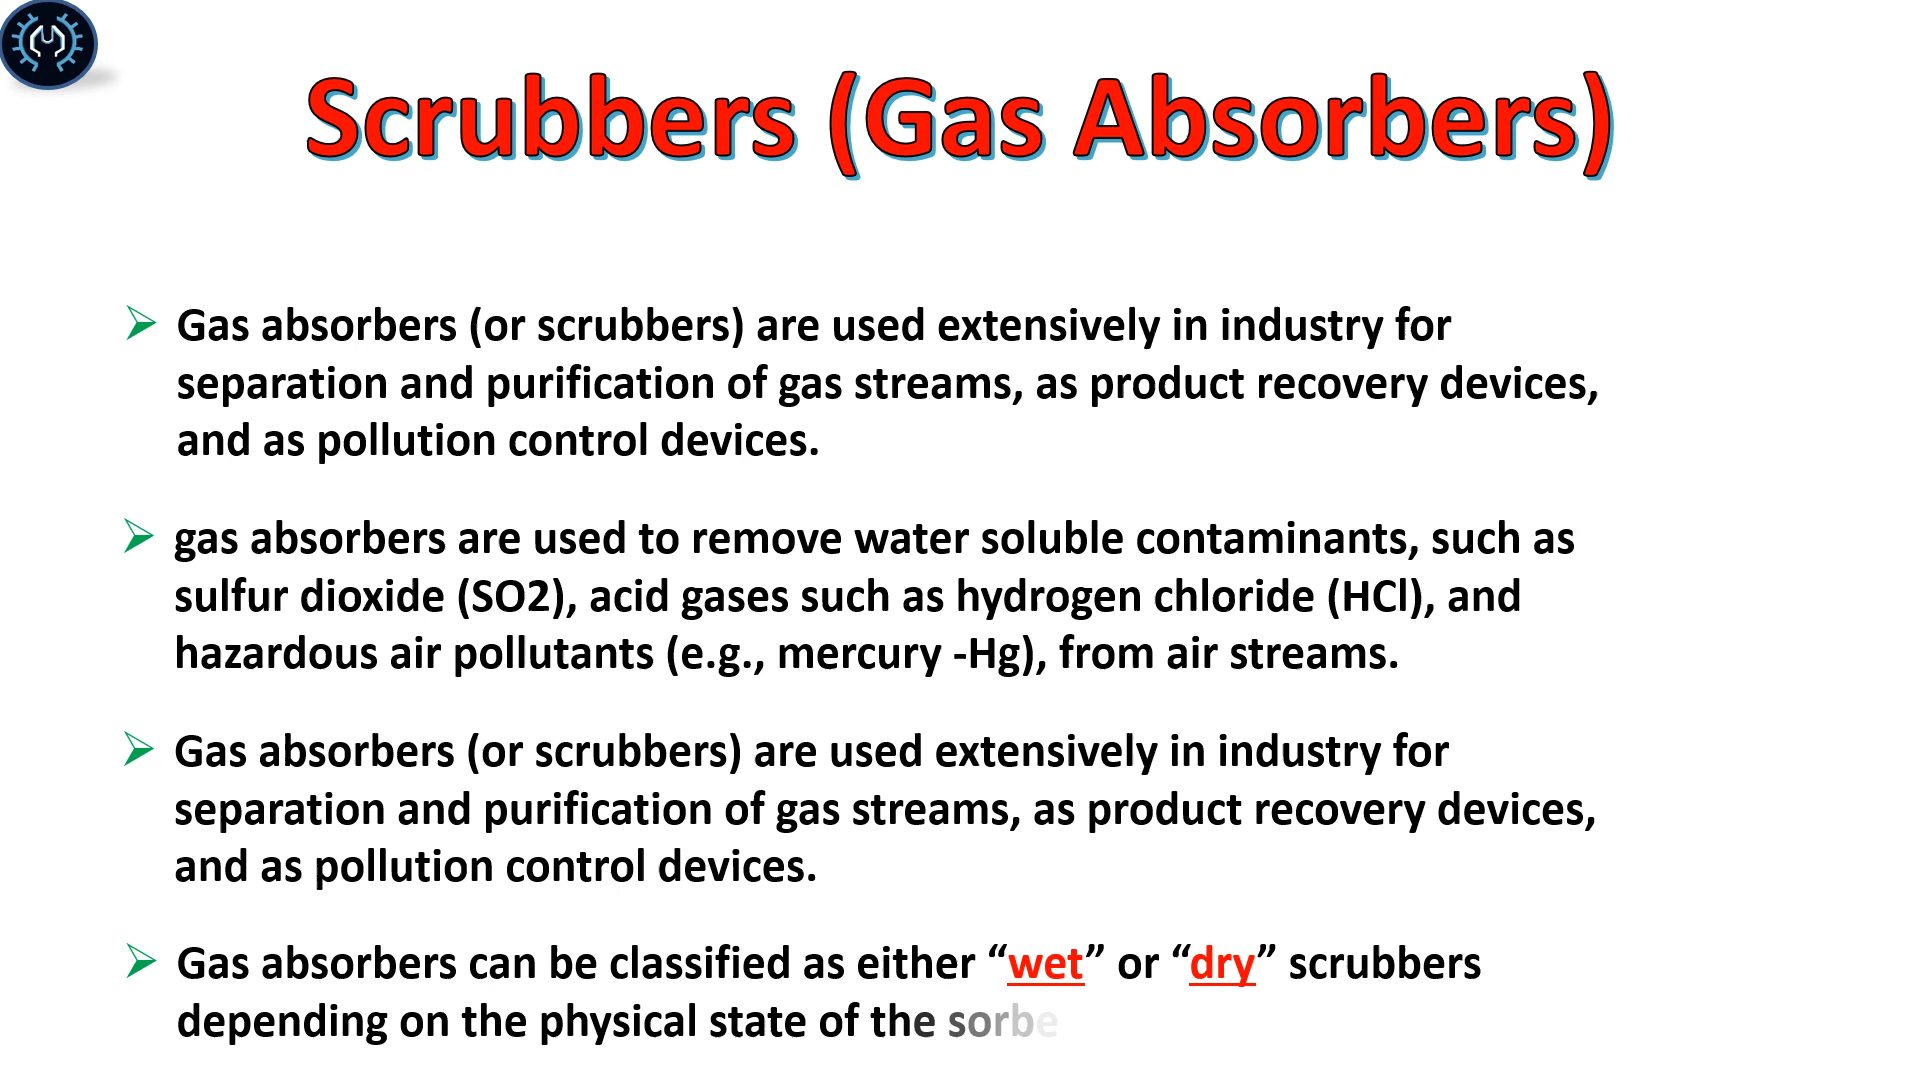 Scrubbers (Gas Absorbers)
Gas absorbers (or scrubbers) are used extensively in industry for
separation and purification of gas streams, as product recovery devices,
and as pollution control devices.
gas absorbers are used to remove water soluble contaminants, such as
sulfur dioxide (SO2), acid gases such as hydrogen chloride (HCl), and
hazardous air pollutants (e.g., mercury -Hg), from air streams.
Gas absorbers (or scrubbers) are used extensively in industry for
separation and purification of gas streams, as product recovery devices,
and as pollution control devices.
Gas absorbers can be classified as either “wet” or “dry” scrubbers
depending on the physical state of the sorbe